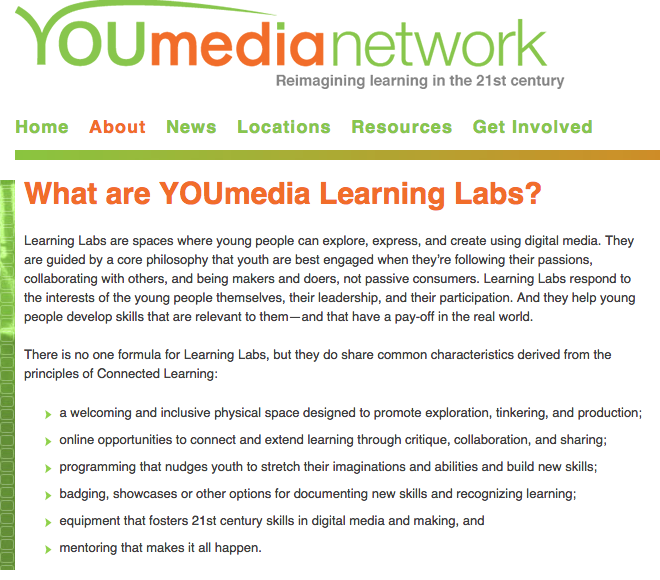 YOUmedianetwork
Reimagining learning in the 21st century
Home About News Locations Resources Get Involved
What are YOUmedia Learning Labs?
Learning Labs are spaces where young people can explore, express, and create using digital media. They
are guided by a core philosophy that youth are best engaged when they’re following their passions,
collaborating with others, and being makers and doers, not passive consumers. Learning Labs respond to
the interests of the young people themselves, their leadership, and their participation. And they help young
people develop skills that are relevant to them—and that have a pay-off in the real world.
There is no one formula for Learning Labs, but they do share common characteristics derived from the
principles of Connected Learning:
a welcoming and inclusive physical space designed to promote exploration, tinkering, and production;
online opportunities to connect and extend learning through critique, collaboration, and sharing;
programming that nudges youth to stretch their imaginations and abilities and build new skills;
badging, showcases or other options for documenting new skills and recognizing learning;
equipment that fosters 21st century skills in digital media and making, and
mentoring that makes it all happen.